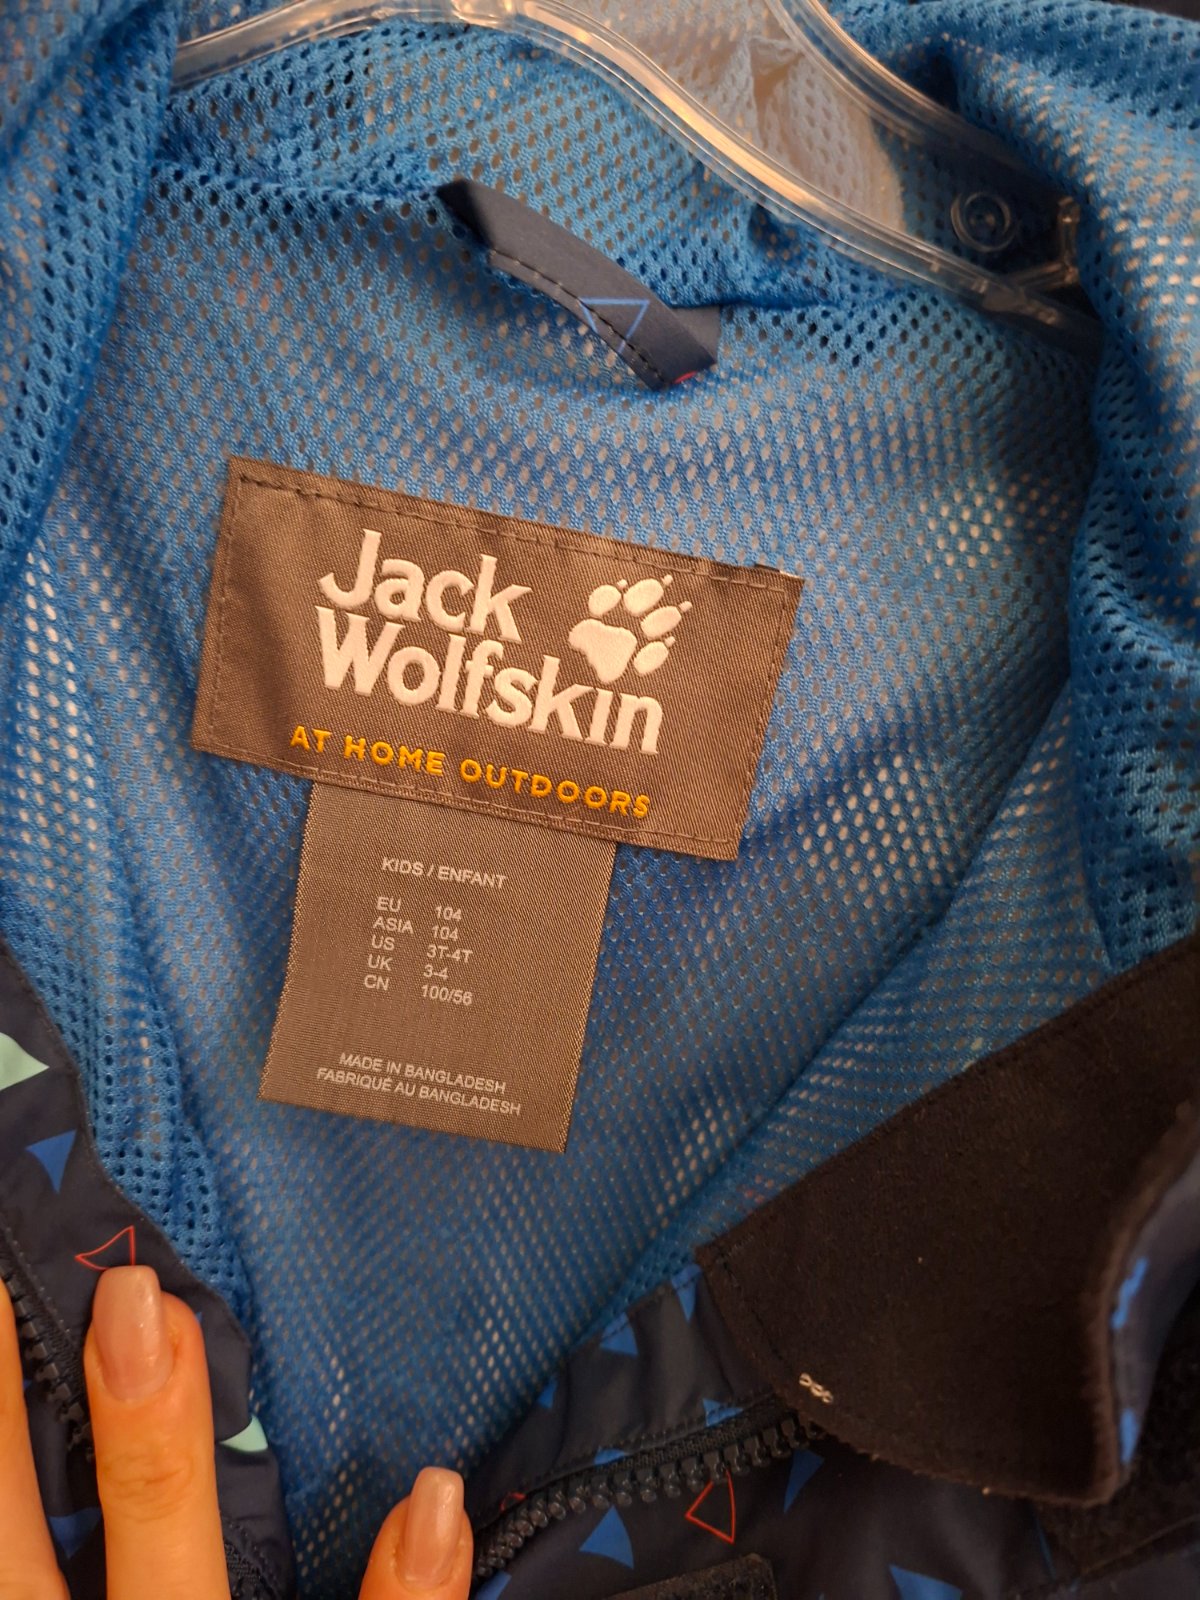 Jack
Wolfskin
AT HOME OUTDOORS
KIDS / ENFANT
EU 104
ASIA 104
US 3T-4T
UK 3-4
CN 100/56
MADE IN BANGLADESH
FABRIQUÉ AU BANGLADESH